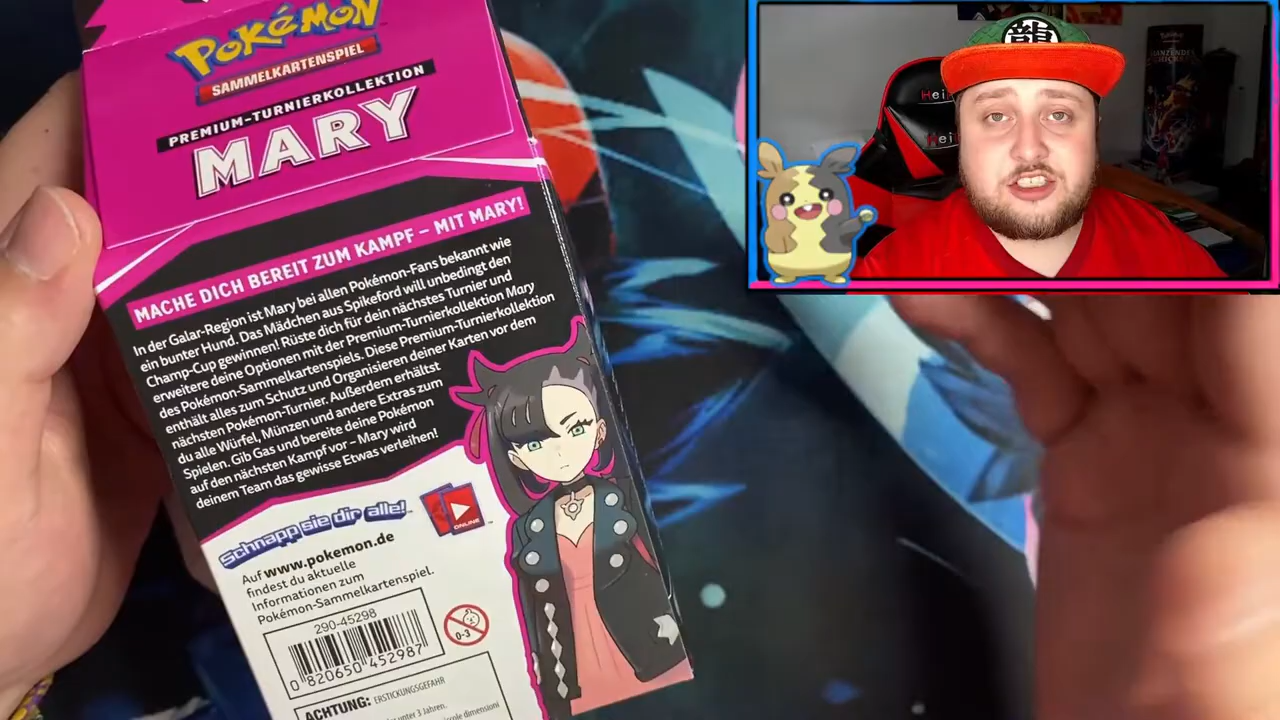 POKÉMON
SAMMELKARTENSPIEL
PREMIUM-TURNIERKOLLEKTION
MARY
MACHE DICH BEREIT ZUM KAMPF – MIT MARY!
In der Galar-Region ist Mary bei allen Pokémon-Fans bekannt wie
ein bunter Hund. Das Mädchen aus Spikeford will unbedingt den
Champ-Cup gewinnen! Rüste dich für dein nächstes Turnier und
erweitere deine Optionen mit der Premium-Turnierkollektion Mary
des Pokémon-Sammelkartenspiels. Diese Premium-Turnierkollektion
enthält alles zum Schutz und Organisieren deiner Karten vor dem
nächsten Pokémon-Turnier. Außerdem erhältst
du alle Würfel, Münzen und andere Extras zum
Spielen. Gib Gas und bereite deine Pokémon
auf den nächsten Kampf vor – Mary wird
deinem Team das gewisse Etwas verleihen!
Schnapp sie dir alle!
ONLINE
Auf www.pokemon.de
findest du aktuelle
Informationen zum
Pokémon-Sammelkartenspiel.
290-45298
0 820650 452987
0-3
ACHTUNG: ERSTICKUNGSGEFAHR
unter 3 Jahren.
dimensioni
龍